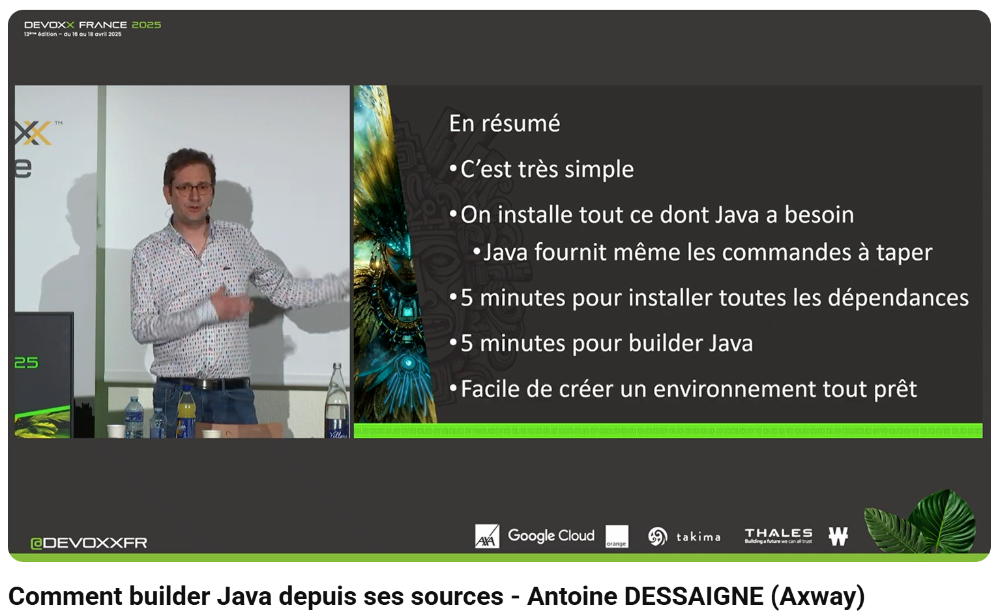 DEVOXX FRANCE 2025
13ème édition – du 16 au 18 avril 2025
XX™
e
25
En résumé
•C’est très simple
•On installe tout ce dont Java a besoin
•Java fournit même les commandes à taper
•5 minutes pour installer toutes les dépendances
•5 minutes pour builder Java
•Facile de créer un environnement tout prêt
@DEVOXXFR
AXA
Google Cloud
orange
takima
THALES
Building a future we can all trust
W
Comment builder Java depuis ses sources - Antoine DESSAIGNE (Axway)